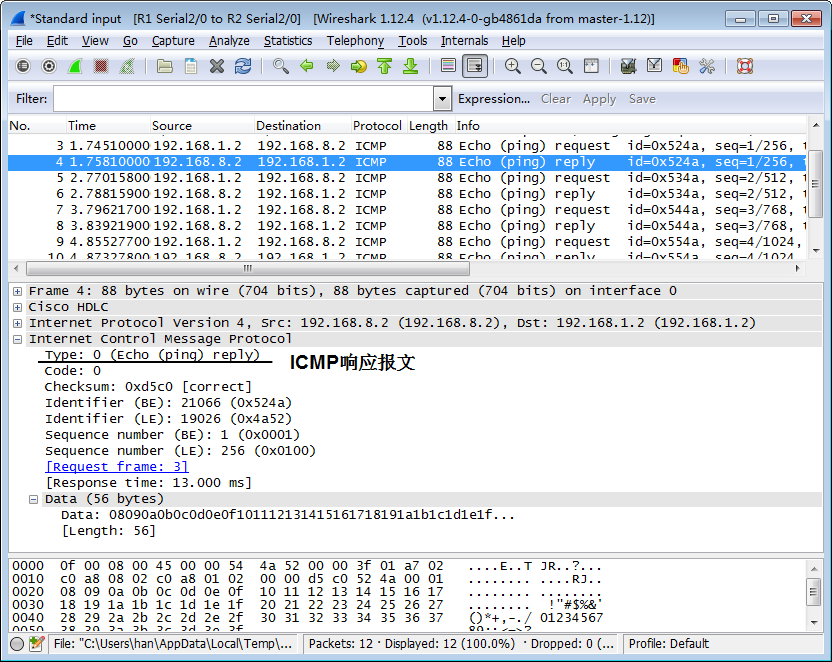 *Standard input [R1 Serial2/0 to R2 Serial2/0] [Wireshark 1.12.4 (v1.12.4-0-gb4861da from master-1.12)]
File Edit View Go Capture Analyze Statistics Telephony Tools Internals Help
Filter: Expression... Clear Apply Save
No. Time Source Destination Protocol Length Info
3 1.74510000 192.168.1.2 192.168.8.2 ICMP 88 Echo (ping) request id=0x524a, seq=1/256, t
4 1.75810000 192.168.8.2 192.168.1.2 ICMP 88 Echo (ping) reply id=0x524a, seq=1/256, t
5 2.77015800 192.168.1.2 192.168.8.2 ICMP 88 Echo (ping) request id=0x534a, seq=2/512, t
6 2.78815900 192.168.8.2 192.168.1.2 ICMP 88 Echo (ping) reply id=0x534a, seq=2/512, t
7 3.79621700 192.168.1.2 192.168.8.2 ICMP 88 Echo (ping) request id=0x544a, seq=3/768, t
8 3.83921900 192.168.8.2 192.168.1.2 ICMP 88 Echo (ping) reply id=0x544a, seq=3/768, t
9 4.85527700 192.168.1.2 192.168.8.2 ICMP 88 Echo (ping) request id=0x554a, seq=4/1024,
10 4.87327800 192.168.8.2 192.168.1.2 ICMP 88 Echo (ping) reply id=0x554a, seq=4/1024,
Frame 4: 88 bytes on wire (704 bits), 88 bytes captured (704 bits) on interface 0
Cisco HDLC
Internet Protocol Version 4, Src: 192.168.8.2 (192.168.8.2), Dst: 192.168.1.2 (192.168.1.2)
Internet Control Message Protocol
Type: 0 (Echo (ping) reply)
ICMP响应报文
Code: 0
Checksum: 0xd5c0 [correct]
Identifier (BE): 21066 (0x524a)
Identifier (LE): 19026 (0x4a52)
Sequence number (BE): 1 (0x0001)
Sequence number (LE): 256 (0x0100)
[Request frame: 3]
[Response time: 13.000 ms]
Data (56 bytes)
Data: 08090a0b0c0d0e0f101112131415161718191a1b1c1d1e1f...
[Length: 56]
0000 0f 00 08 00 45 00 00 54 4a 52 00 00 3f 01 a7 02 ....E..T JR..?...
0010 c0 a8 08 02 c0 a8 01 02 00 00 d5 c0 52 4a 00 01 ........ ....RJ..
0020 08 09 0a 0b 0c 0d 0e 0f 10 11 12 13 14 15 16 17 ........ ........
0030 18 19 1a 1b 1c 1d 1e 1f 20 21 22 23 24 25 26 27 ........ !"#$%&'
0040 28 29 2a 2b 2c 2d 2e 2f 30 31 32 33 34 35 36 37 ()*+,-./ 01234567
0050 38 39 3a 3b 3c 3d 3e 3f 89:;<=>?
File: "C:\Users\han\AppData\Local\Temp\... Packets: 12 · Displayed: 12 (100.0%) · Dropped: 0 (... Profile: Default